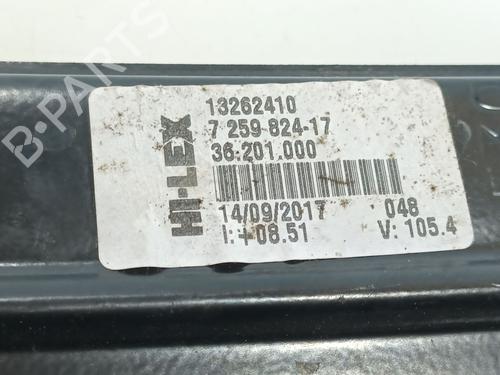 HI-LEX
13262410
7 259 824-17
36.201.000
14/09/2017 048
I:+08.51 V: 105.4
B-PARTS